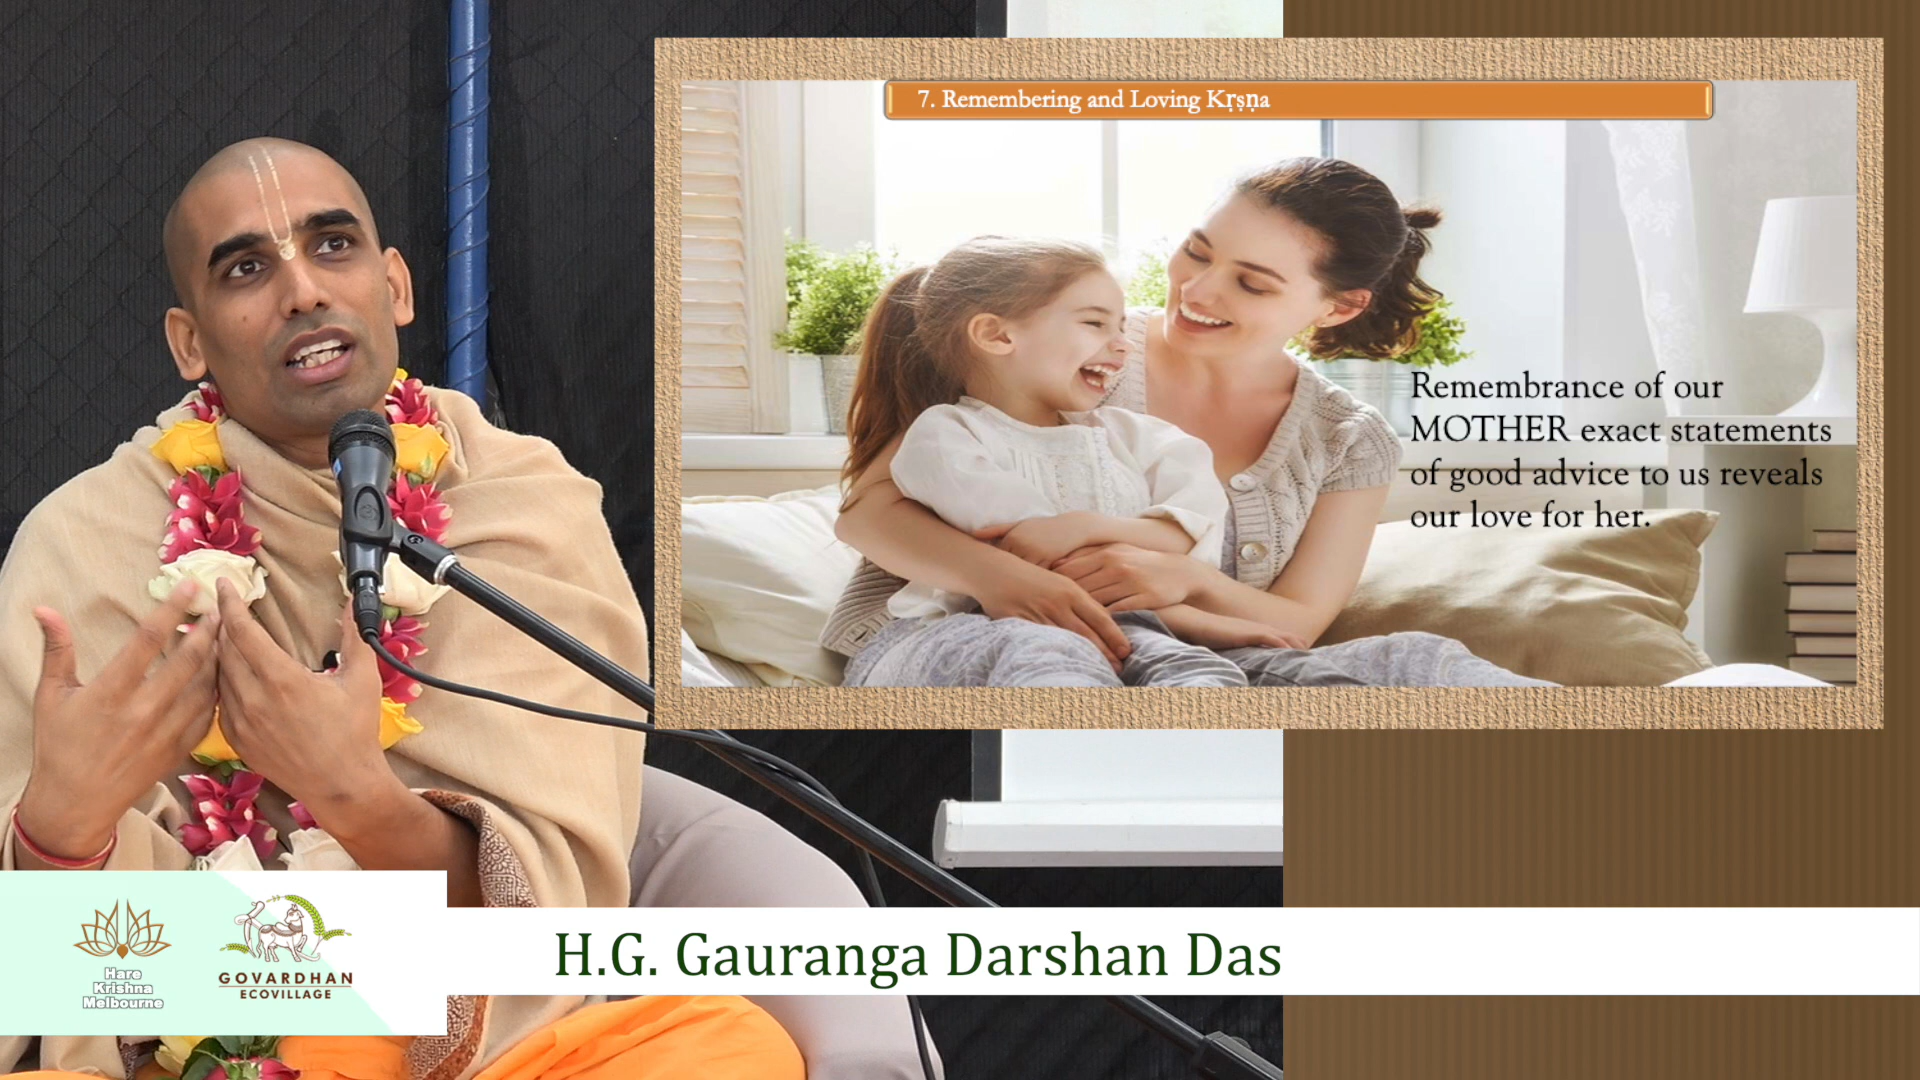 7. Remembering and Loving Kṛṣṇa
Remembrance of our
MOTHER exact statements
of good advice to us reveals
our love for her.
Hare
Krishna
Melbourne
GOVARDHAN
ECOVILLAGE
H.G. Gauranga Darshan Das